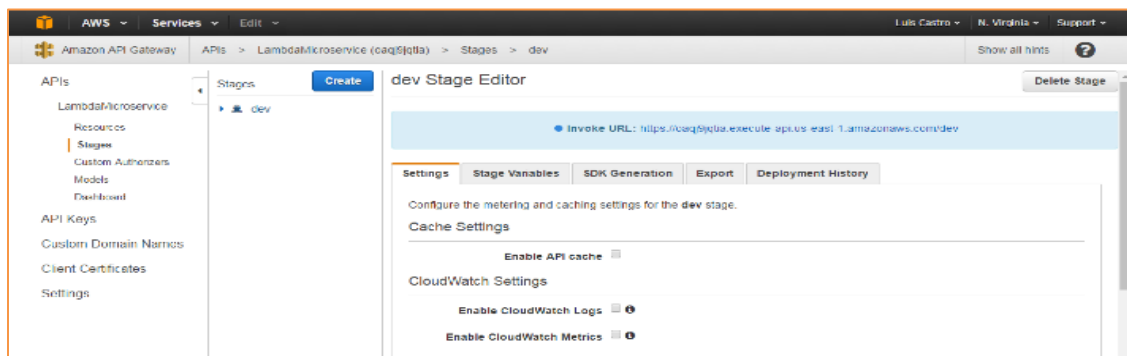 AWS Services Edit Luis Castro N. Virginia Support
Amazon API Gateway APIs > LambdaMicroservice (caqi9jqtla) > Stages > dev Show all hints ?
APIs
LambdaMicroservice
Resources
Stages
Custom Authorizers
Models
Dashboard
API Keys
Custom Domain Names
Client Certificates
Settings
Stages Create
dev
dev Stage Editor Delete Stage
Invoke URL: https://caqi9jqtla.execute-api.us-east-1.amazonaws.com/dev
Settings Stage Variables SDK Generation Export Deployment History
Configure the metering and caching settings for the dev stage.
Cache Settings
Enable API cache
CloudWatch Settings
Enable CloudWatch Logs
Enable CloudWatch Metrics